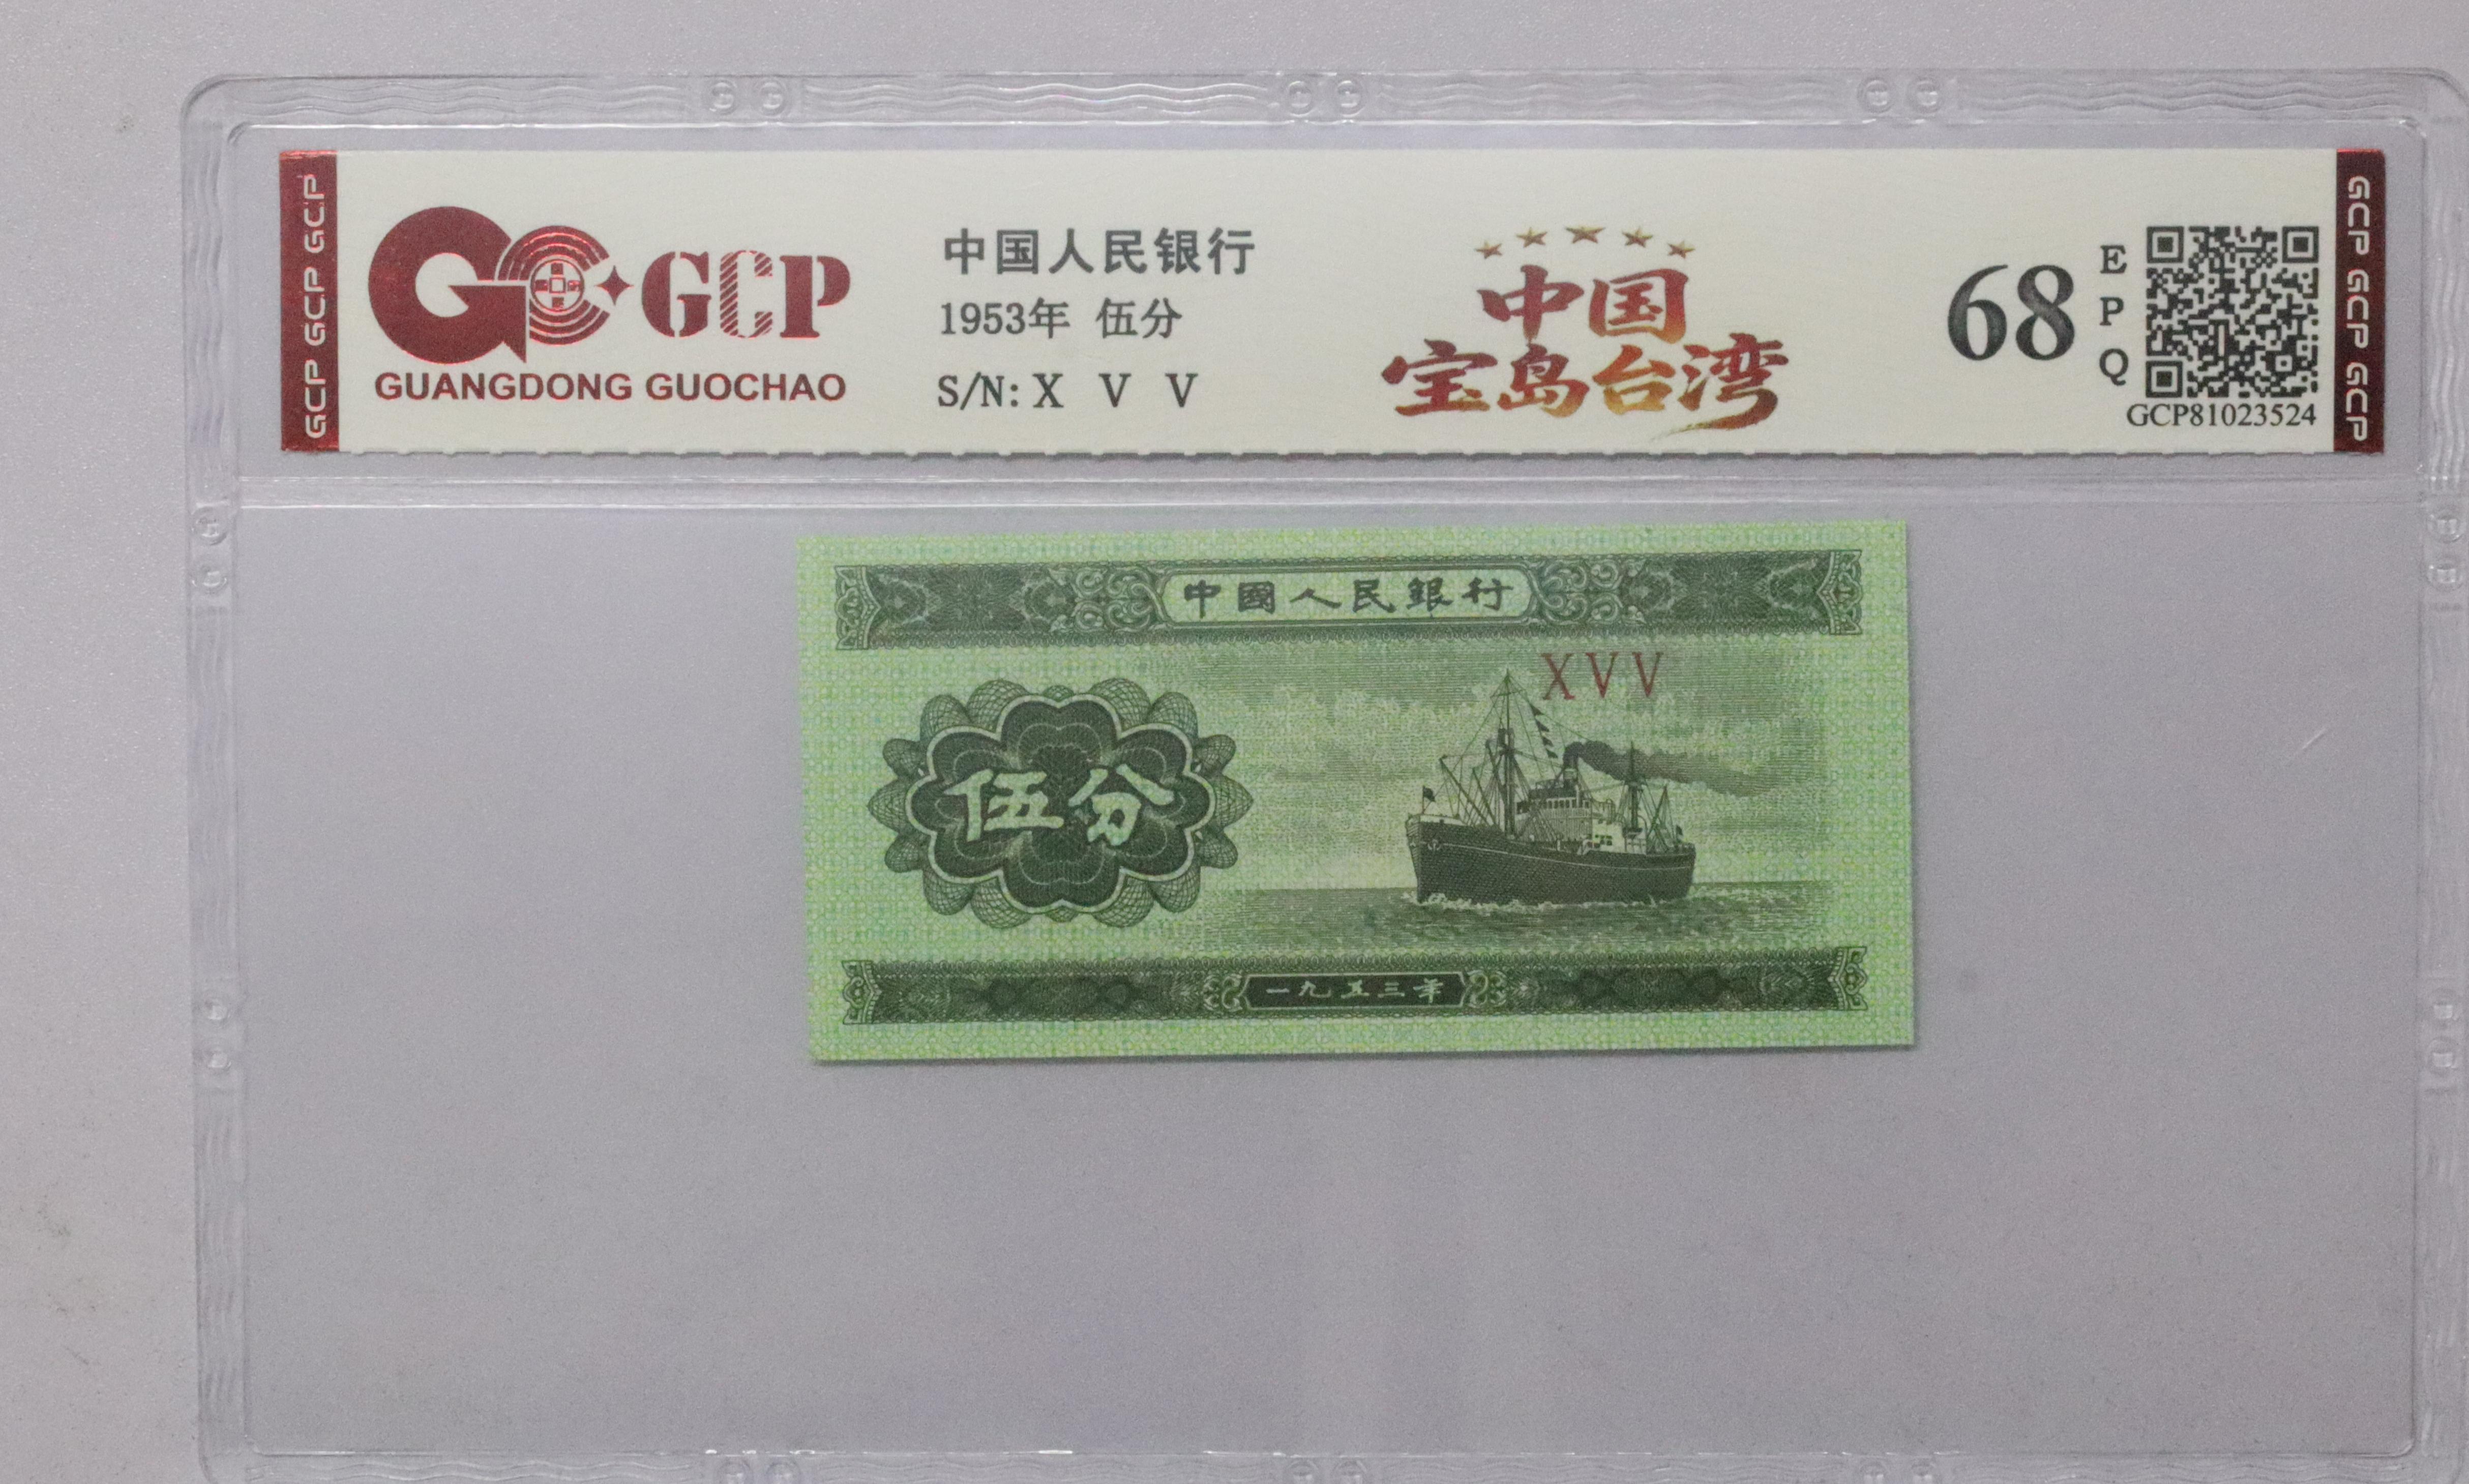 GCP GCP GCP
GCP
GUANGDONG GUOCHAO
中国人民银行
1953年 伍分
S/N: X V V
中国
宝岛台湾
68
E
P
Q
GCP81023524
GCP GCP GCP
中國人民銀行
XVV
伍分
一九五三年